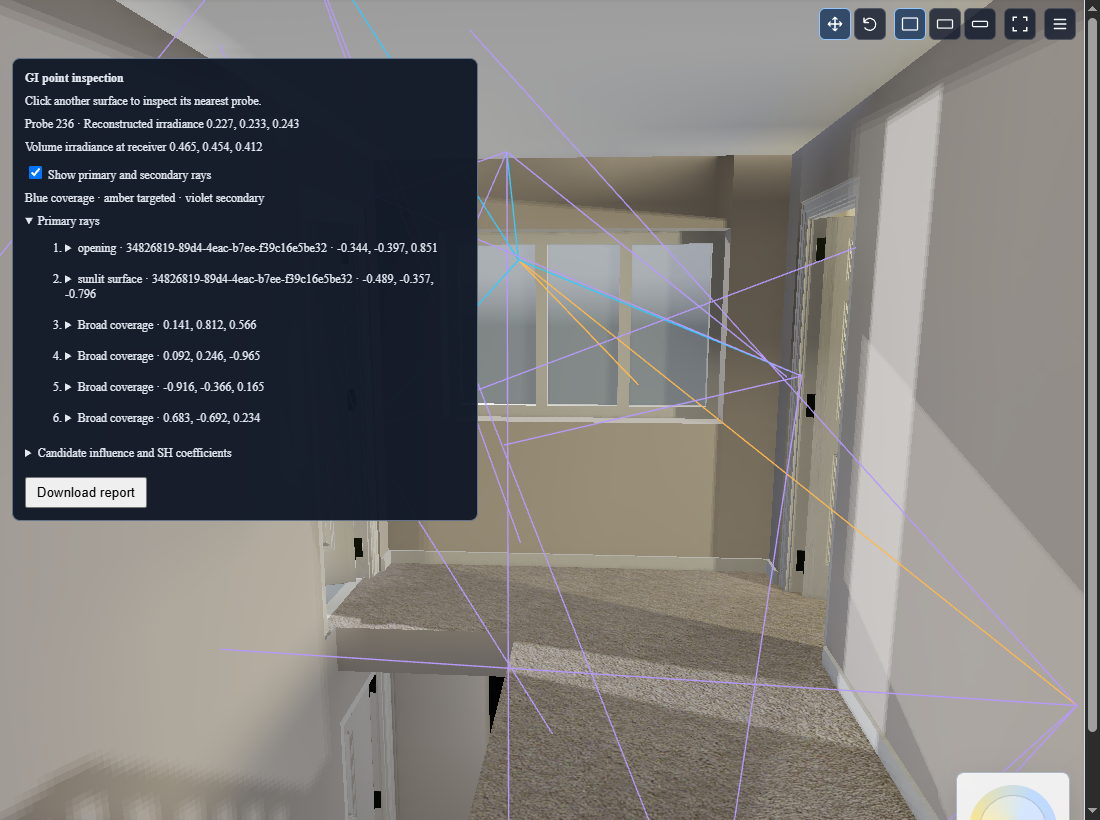 GI point inspection
Click another surface to inspect its nearest probe.
Probe 236 · Reconstructed irradiance 0.227, 0.233, 0.243
Volume irradiance at receiver 0.465, 0.454, 0.412
Show primary and secondary rays
Blue coverage · amber targeted · violet secondary
▼ Primary rays
1. ▶ opening · 34826819-89d4-4eac-b7ee-f39c16e5be32 · -0.344, -0.397, 0.851
2. ▶ sunlit surface · 34826819-89d4-4eac-b7ee-f39c16e5be32 · -0.489, -0.357,
-0.796
3. ▶ Broad coverage · 0.141, 0.812, 0.566
4. ▶ Broad coverage · 0.092, 0.246, -0.965
5. ▶ Broad coverage · -0.916, -0.366, 0.165
6. ▶ Broad coverage · 0.683, -0.692, 0.234
▶ Candidate influence and SH coefficients
Download report